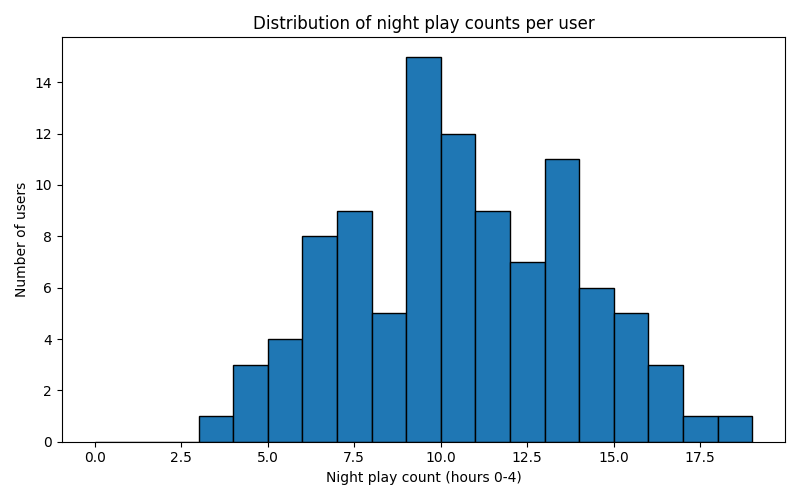 Distribution of night play counts per user
Number of users
14
12
10
8
6
4
2
0
0.0 2.5 5.0 7.5 10.0 12.5 15.0 17.5
Night play count (hours 0-4)